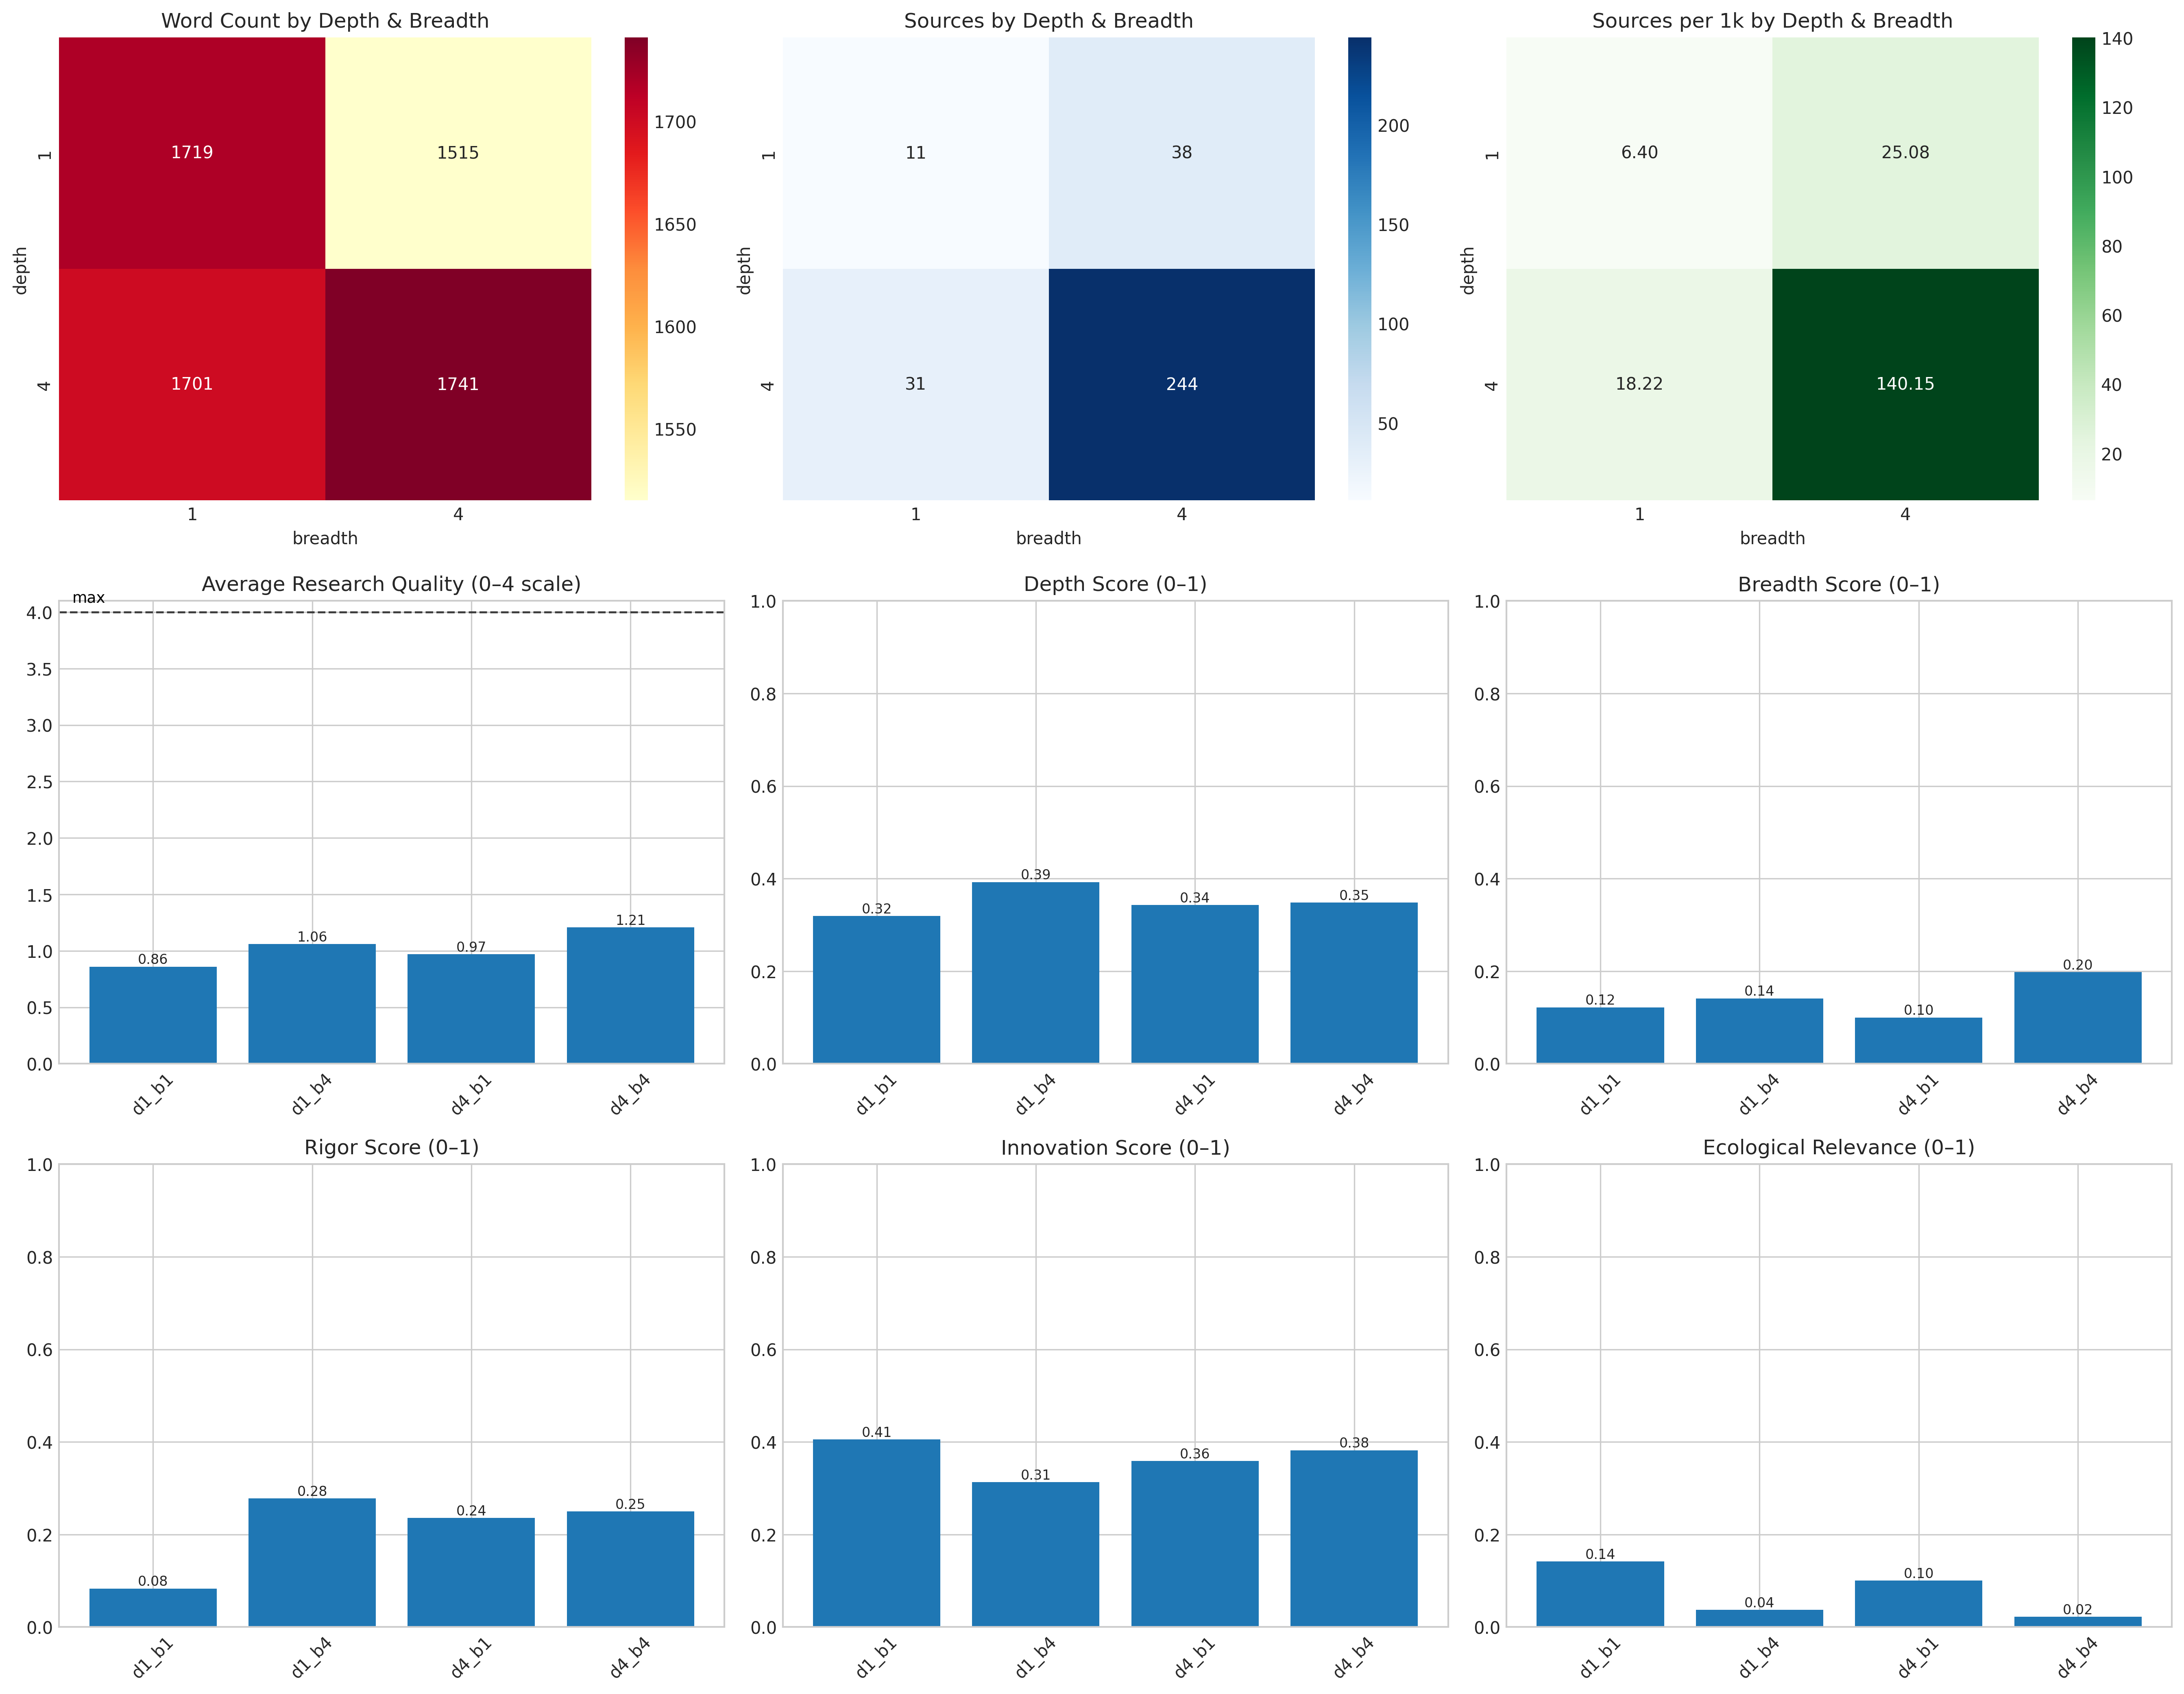 Word Count by Depth & Breadth
1719 1515
1701 1741
1
4
depth
1 4
breadth
1700
1650
1600
1550
Sources by Depth & Breadth
11 38
31 244
1
4
depth
1 4
breadth
200
150
100
50
Sources per 1k by Depth & Breadth
6.40 25.08
18.22 140.15
1
4
depth
1 4
breadth
140
120
100
80
60
40
20
Average Research Quality (0–4 scale)
max
4.0
3.5
3.0
2.5
2.0
1.5
1.0
0.5
0.0
0.86 1.06 0.97 1.21
d1_b1 d1_b4 d4_b1 d4_b4
Depth Score (0–1)
1.0
0.8
0.6
0.4
0.2
0.0
0.32 0.39 0.34 0.35
d1_b1 d1_b4 d4_b1 d4_b4
Breadth Score (0–1)
1.0
0.8
0.6
0.4
0.2
0.0
0.12 0.14 0.10 0.20
d1_b1 d1_b4 d4_b1 d4_b4
Rigor Score (0–1)
1.0
0.8
0.6
0.4
0.2
0.0
0.08 0.28 0.24 0.25
d1_b1 d1_b4 d4_b1 d4_b4
Innovation Score (0–1)
1.0
0.8
0.6
0.4
0.2
0.0
0.41 0.31 0.36 0.38
d1_b1 d1_b4 d4_b1 d4_b4
Ecological Relevance (0–1)
1.0
0.8
0.6
0.4
0.2
0.0
0.14 0.04 0.10 0.02
d1_b1 d1_b4 d4_b1 d4_b4